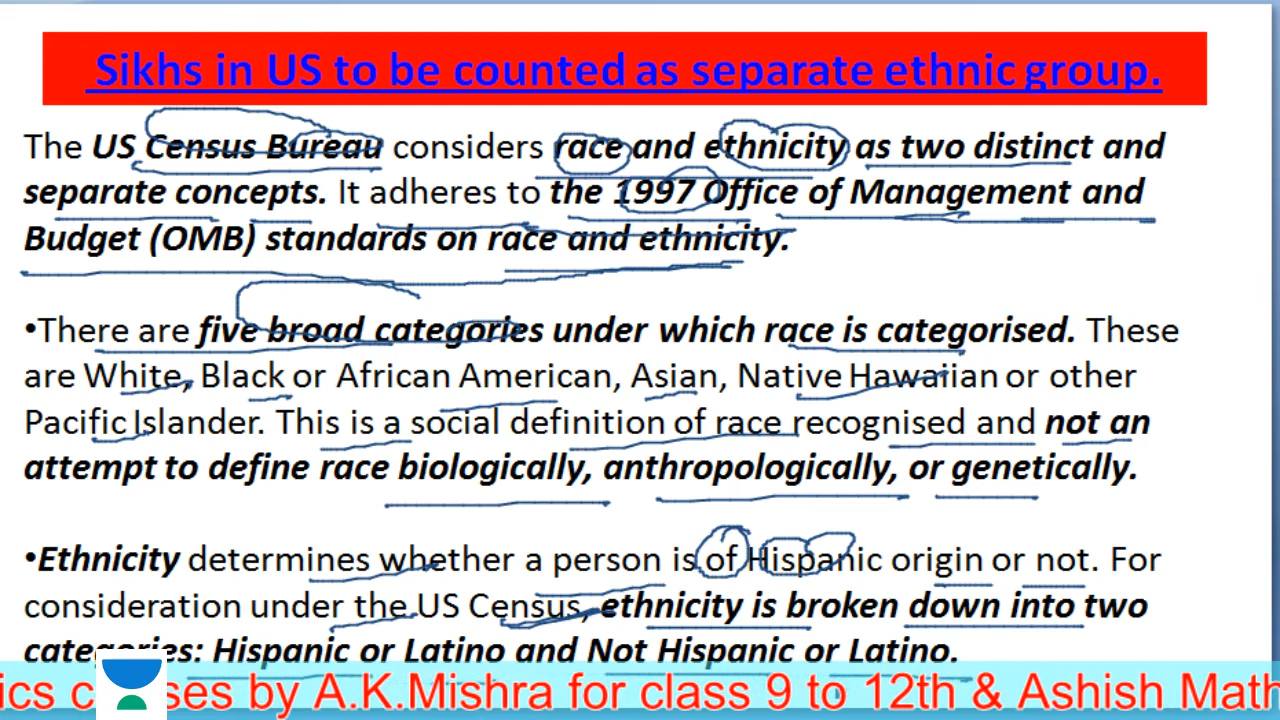 Sikhs in US to be counted as separate ethnic group.
The US Census Bureau considers race and ethnicity as two distinct and
separate concepts. It adheres to the 1997 Office of Management and
Budget (OMB) standards on race and ethnicity.
•There are five broad categories under which race is categorised. These
are White, Black or African American, Asian, Native Hawaiian or other
Pacific Islander. This is a social definition of race recognised and not an
attempt to define race biologically, anthropologically, or genetically.
•Ethnicity determines whether a person is of Hispanic origin or not. For
consideration under the US Census, ethnicity is broken down into two
categories: Hispanic or Latino and Not Hispanic or Latino.
by A.K.Mishra for class 9 to 12th & Ashish